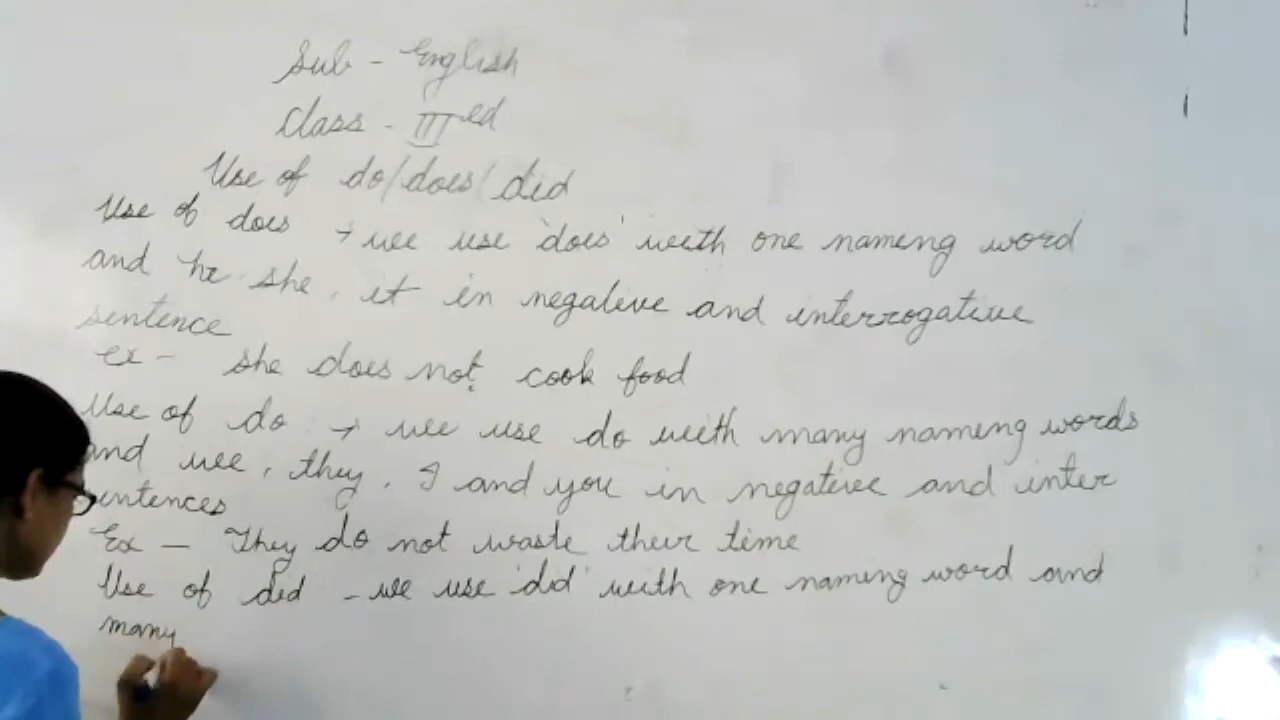 Sub - English
Class - III ed
Use of do/does/did
Use of does → we use 'does' with one naming word
and he, she, it in negative and interrogative
sentence
ex - she does not cook food
Use of do → we use do with many naming words
and we, they, I and you in negative and inter
sentences
Ex - They do not waste their time
Use of did - we use 'did' with one naming word and
many